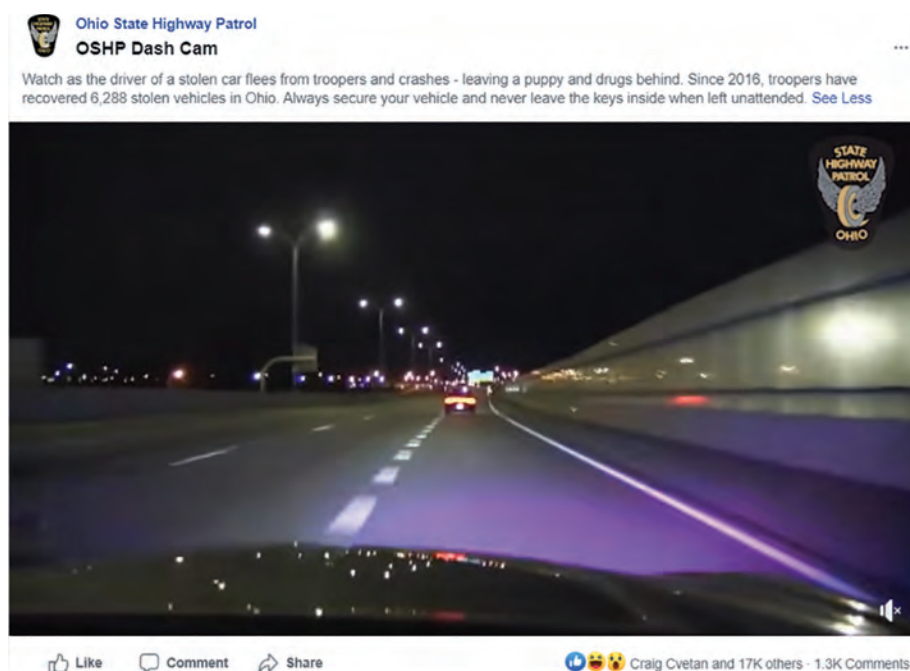 Ohio State Highway Patrol
OSHP Dash Cam
Watch as the driver of a stolen car flees from troopers and crashes - leaving a puppy and drugs behind. Since 2016, troopers have
recovered 6,288 stolen vehicles in Ohio. Always secure your vehicle and never leave the keys inside when left unattended. See Less
STATE
HIGHWAY
PATROL
OHIO
Like Comment Share Craig Cvetan and 17K others · 1.3K Comments